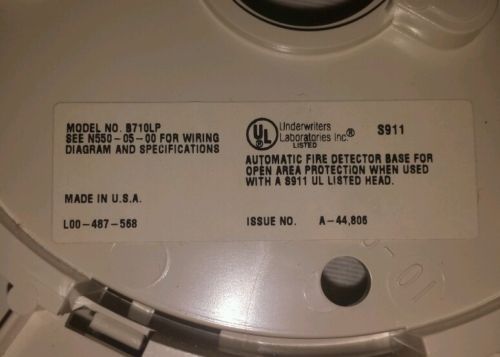 MODEL NO. B710LP
SEE N550-05-00 FOR WIRING
DIAGRAM AND SPECIFICATIONS
MADE IN U.S.A.
L00-487-568
UL
Underwriters
Laboratories Inc.®
LISTED
S911
AUTOMATIC FIRE DETECTOR BASE FOR
OPEN AREA PROTECTION WHEN USED
WITH A S911 UL LISTED HEAD.
ISSUE NO. A-44,806